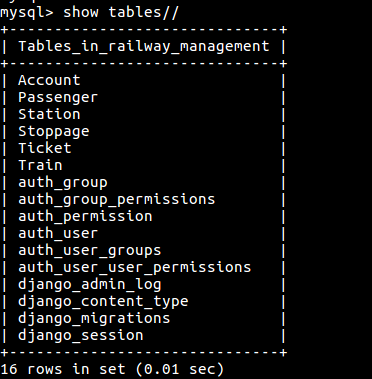 mysql> show tables//
+------------------------------+
| Tables_in_railway_management |
+------------------------------+
| Account                      |
| Passenger                    |
| Station                      |
| Stoppage                     |
| Ticket                       |
| Train                        |
| auth_group                   |
| auth_group_permissions       |
| auth_permission              |
| auth_user                    |
| auth_user_groups             |
| auth_user_user_permissions   |
| django_admin_log             |
| django_content_type          |
| django_migrations            |
| django_session               |
+------------------------------+
16 rows in set (0.01 sec)